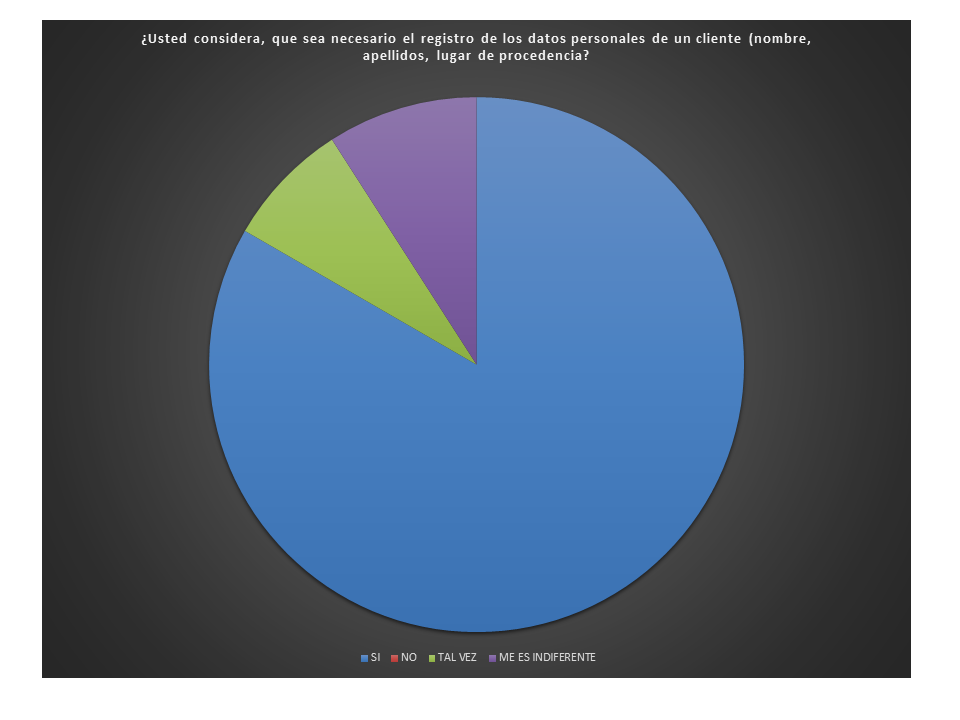 ¿Usted considera, que sea necesario el registro de los datos personales de un cliente (nombre,
apellidos, lugar de procedencia?
SI NO TAL VEZ ME ES INDIFERENTE